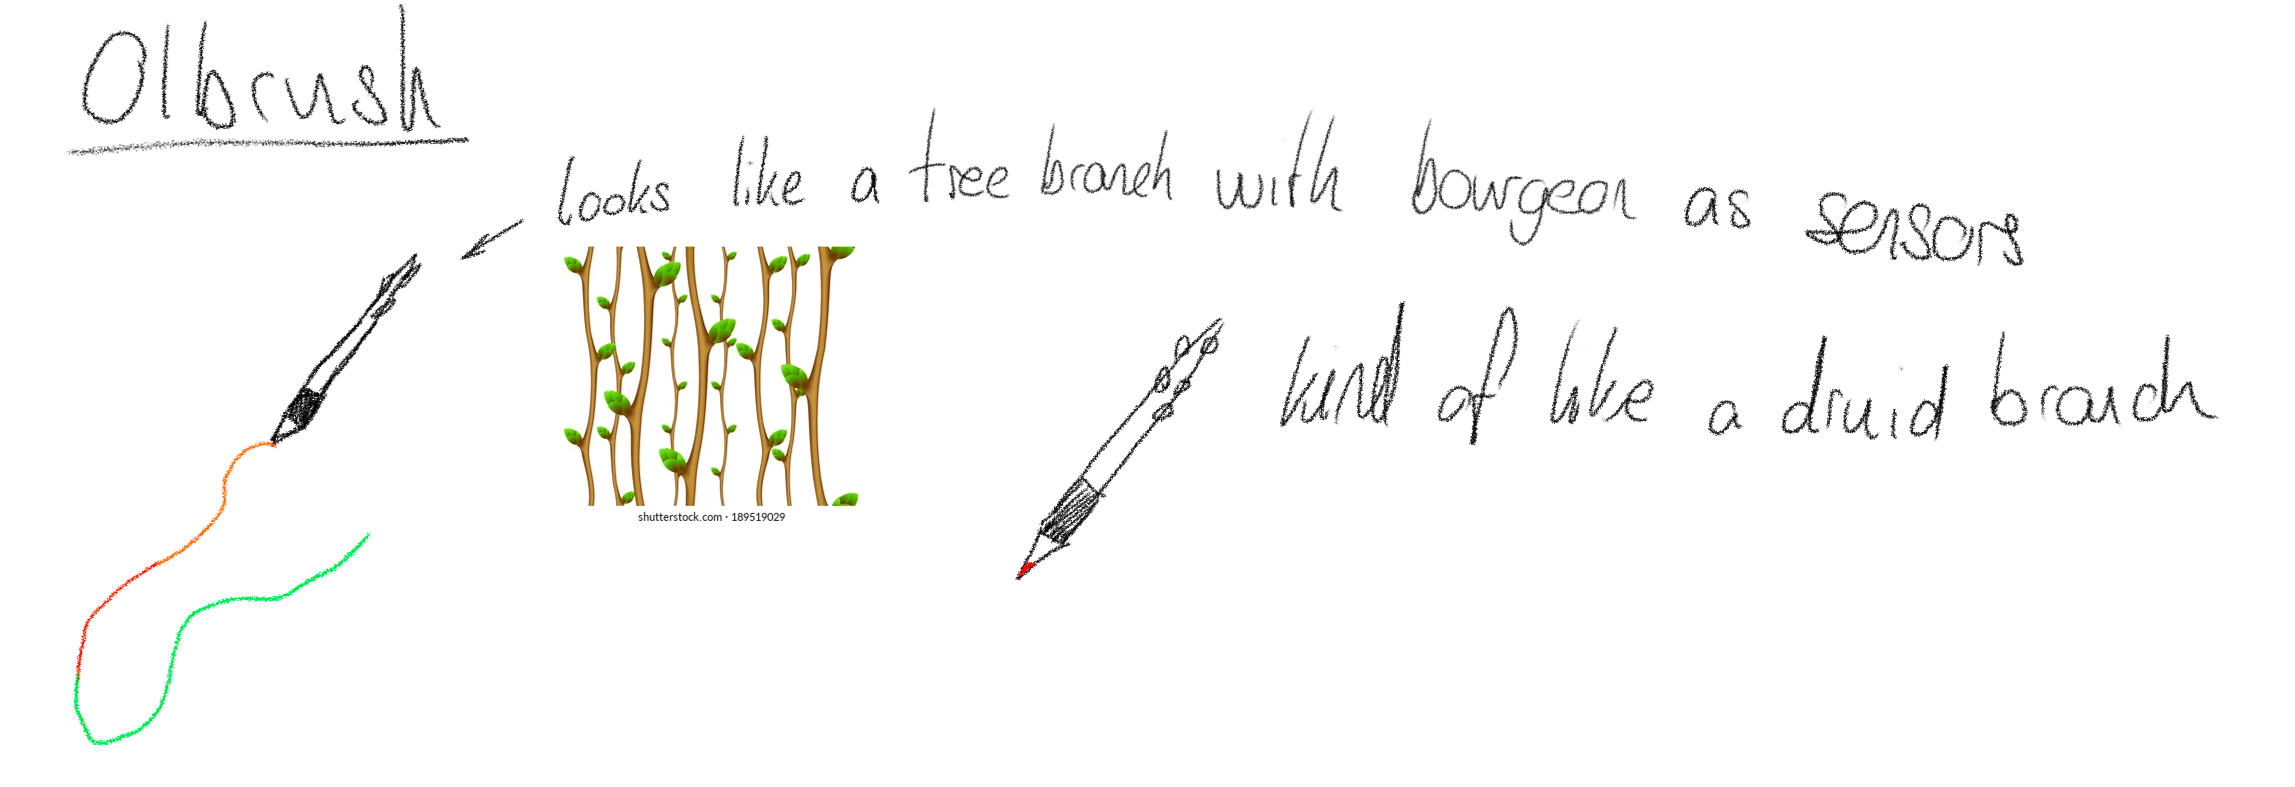 Olbrush
looks like a tree branch with bourgeon as sensors
shutterstock.com · 189519029
kind of like a druid branch